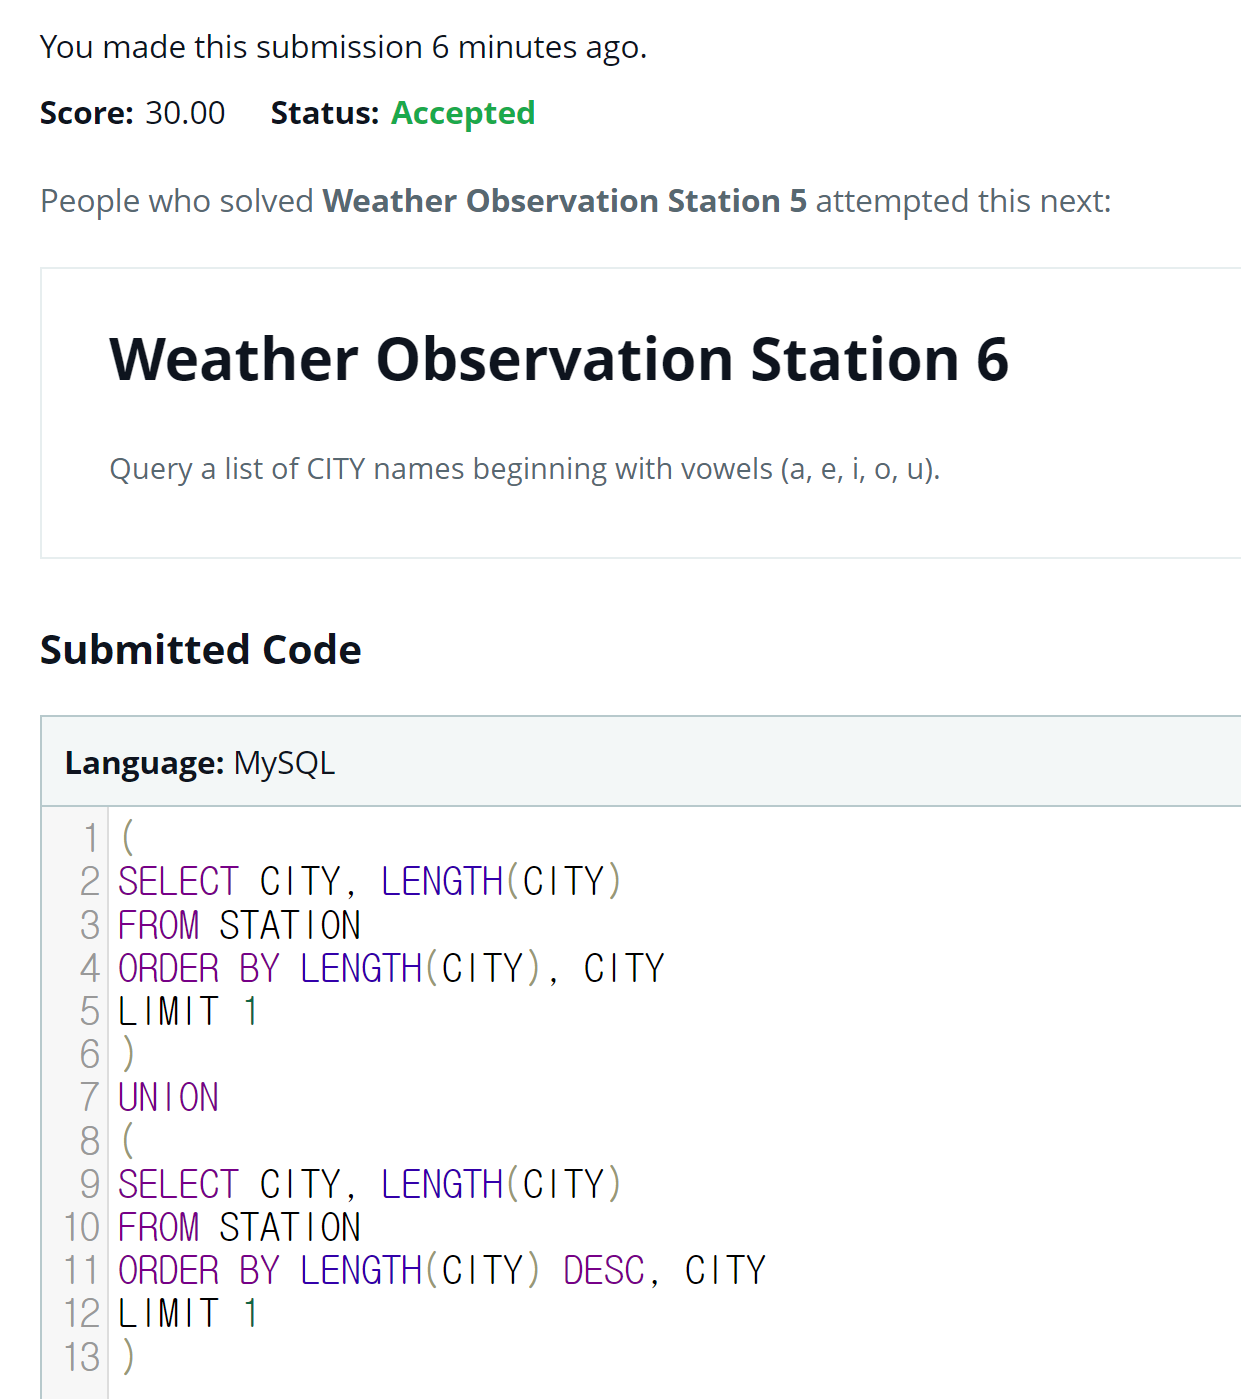 You made this submission 6 minutes ago.
Score: 30.00 Status: Accepted
People who solved Weather Observation Station 5 attempted this next:
Weather Observation Station 6
Query a list of CITY names beginning with vowels (a, e, i, o, u).
Submitted Code
Language: MySQL
1 (
2 SELECT CITY, LENGTH(CITY)
3 FROM STATION
4 ORDER BY LENGTH(CITY), CITY
5 LIMIT 1
6 )
7 UNION
8 (
9 SELECT CITY, LENGTH(CITY)
10 FROM STATION
11 ORDER BY LENGTH(CITY) DESC, CITY
12 LIMIT 1
13 )